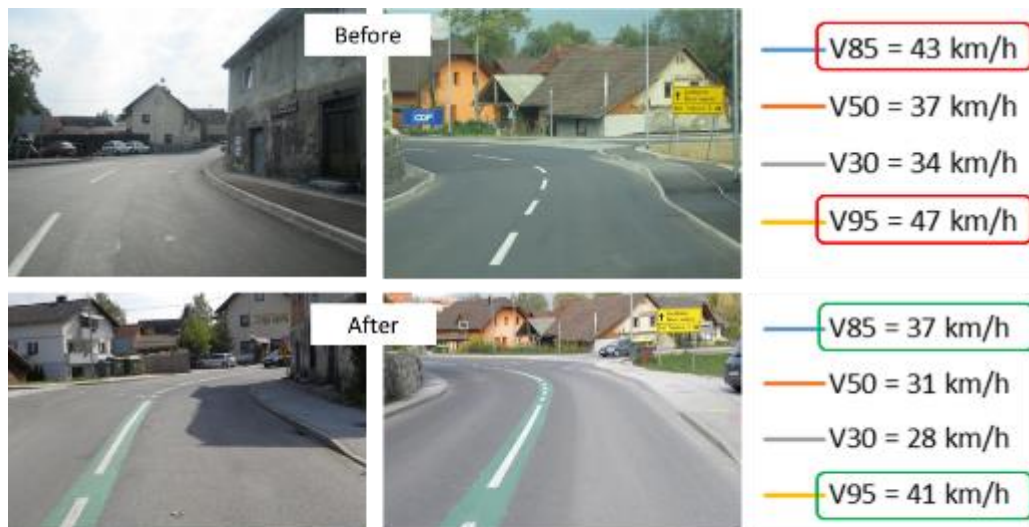 Before
V85 = 43 km/h
V50 = 37 km/h
V30 = 34 km/h
V95 = 47 km/h
After
V85 = 37 km/h
V50 = 31 km/h
V30 = 28 km/h
V95 = 41 km/h